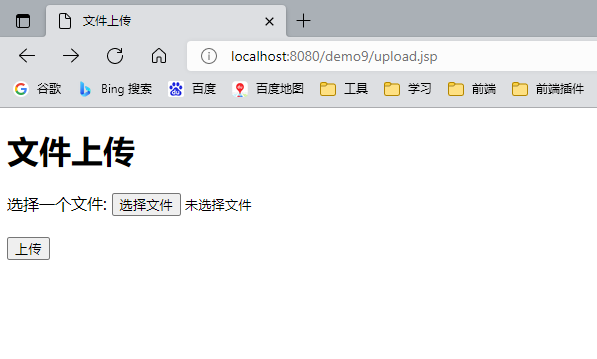 文件上传
localhost:8080/demo9/upload.jsp
谷歌 Bing 搜索 百度 百度地图 工具 学习 前端 前端插件
文件上传
选择一个文件: 选择文件 未选择文件
上传